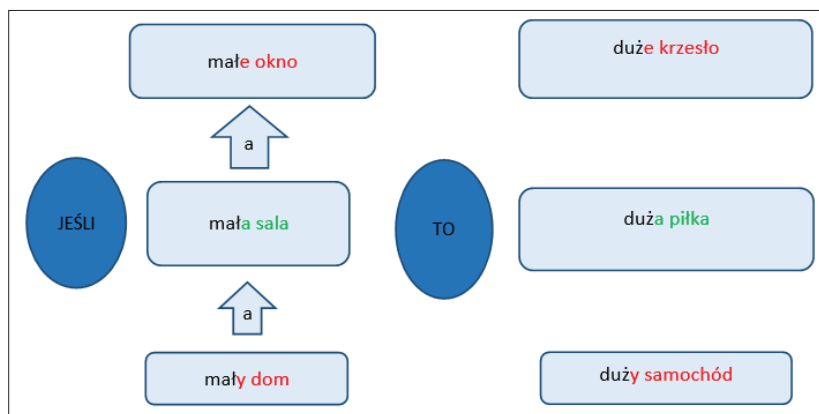 małe okno
duże krzesło
a
JEŚLI
mała sala
TO
duża piłka
a
mały dom
duży samochód